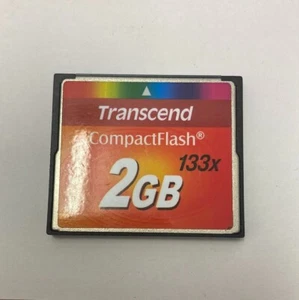 Transcend
CompactFlash®
133x
2GB